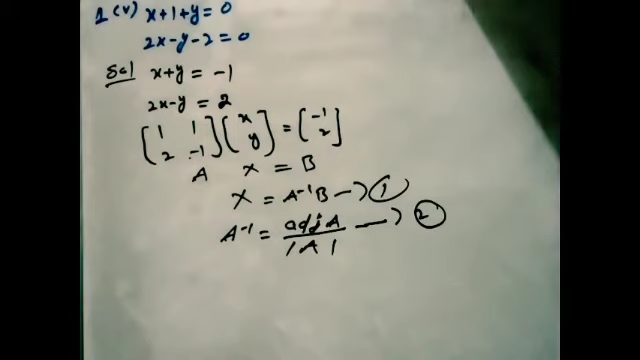 1 (v) x+1+y=0
2x-y-2=0
Sol x+y = -1
2x-y = 2
[1 1 2 -1] [x y] = [-1 2]
A X = B
X = A⁻¹B → ①
A⁻¹ = adj A / |A| → ②